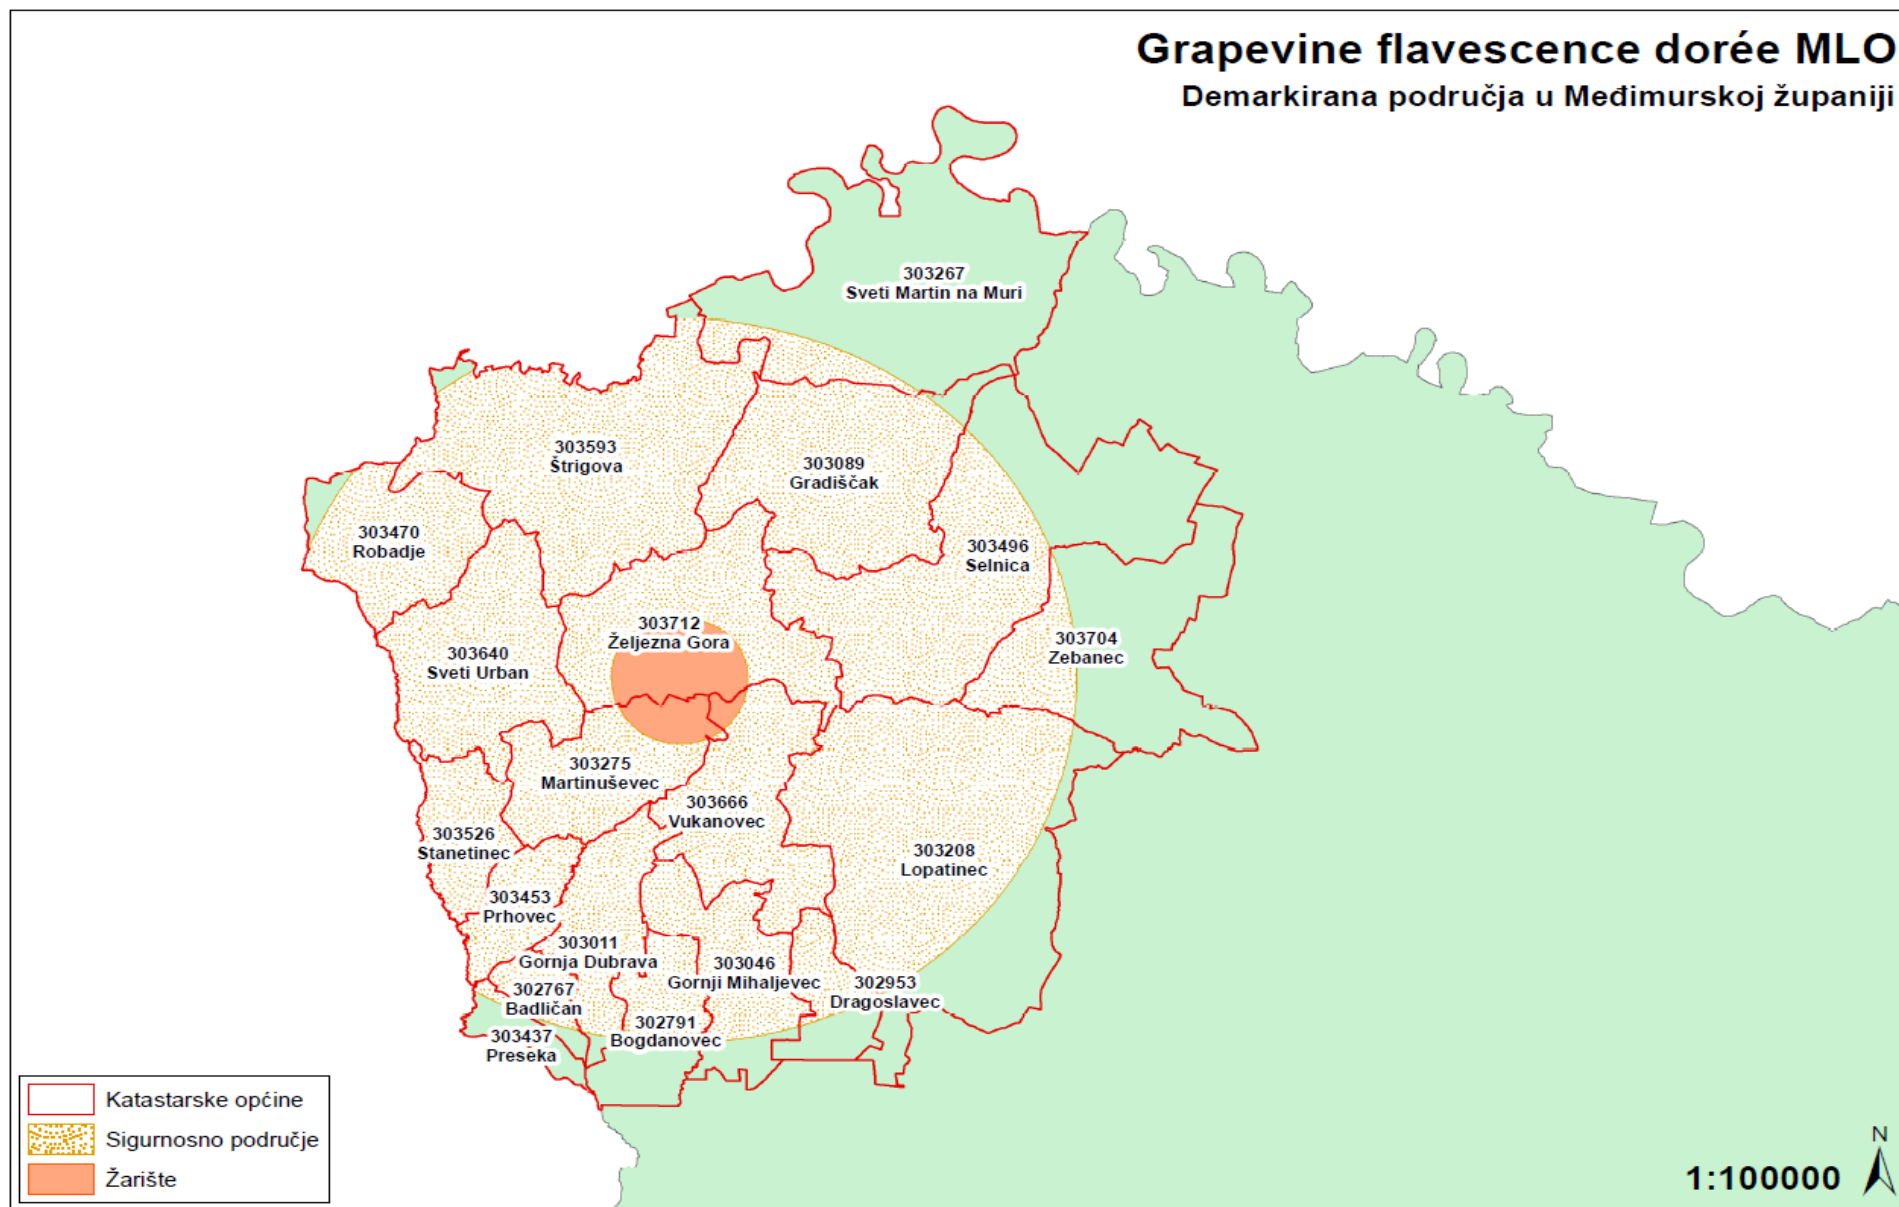 Grapevine flavescence dorée MLO
Demarkirana područja u Međimurskoj županiji
303267
Sveti Martin na Muri
303593
Štrigova
303089
Gradiščak
303470
Robadje
303496
Selnica
303712
Željezna Gora
303704
Zebanec
303640
Sveti Urban
303275
Martinuševec
303666
Vukanovec
303526
Stanetinec
303208
Lopatinec
303453
Prhovec
303011
Gornja Dubrava
303046
Gornji Mihaljevec
302953
Dragoslavec
302767
Badličan
302791
Bogdanovec
303437
Preseka
Katastarske općine
Sigurnosno područje
Žarište
N
1:100000